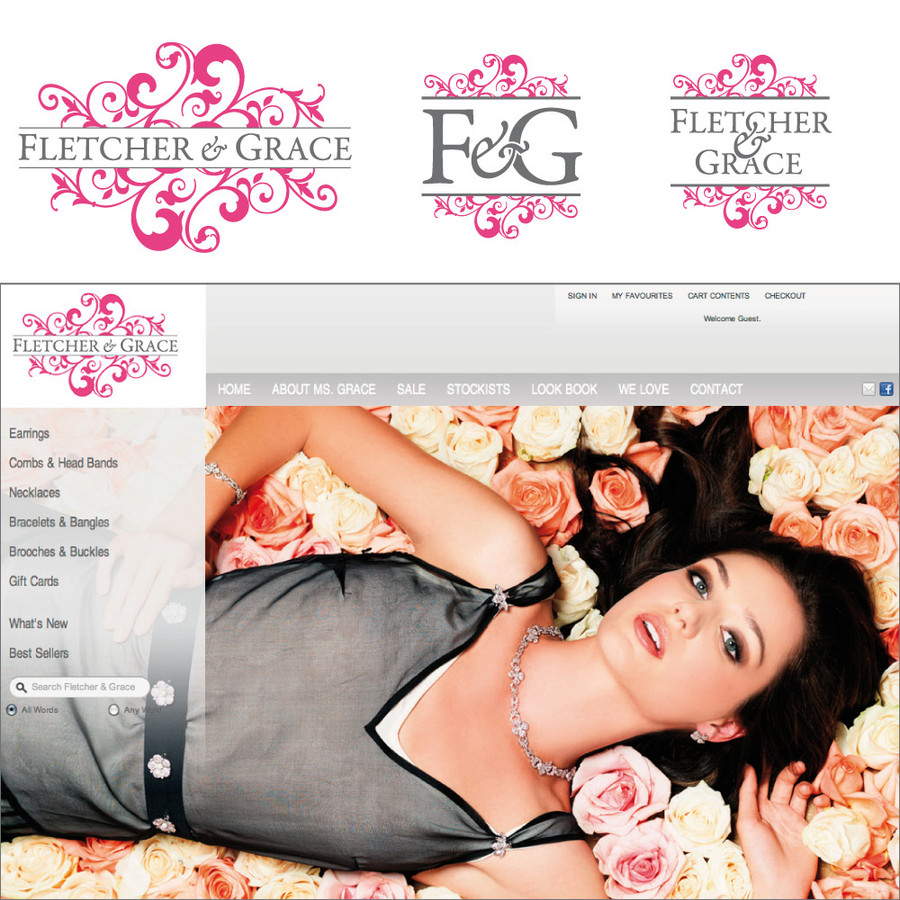 FLETCHER & GRACE
F&G
FLETCHER
&
GRACE
FLETCHER & GRACE
SIGN IN MY FAVOURITES CART CONTENTS CHECKOUT
Welcome Guest.
HOME ABOUT MS. GRACE SALE STOCKISTS LOOK BOOK WE LOVE CONTACT
f
Earrings
Combs & Head Bands
Necklaces
Bracelets & Bangles
Brooches & Buckles
Gift Cards
What's New
Best Sellers
Search Fletcher & Grace
All Words Any